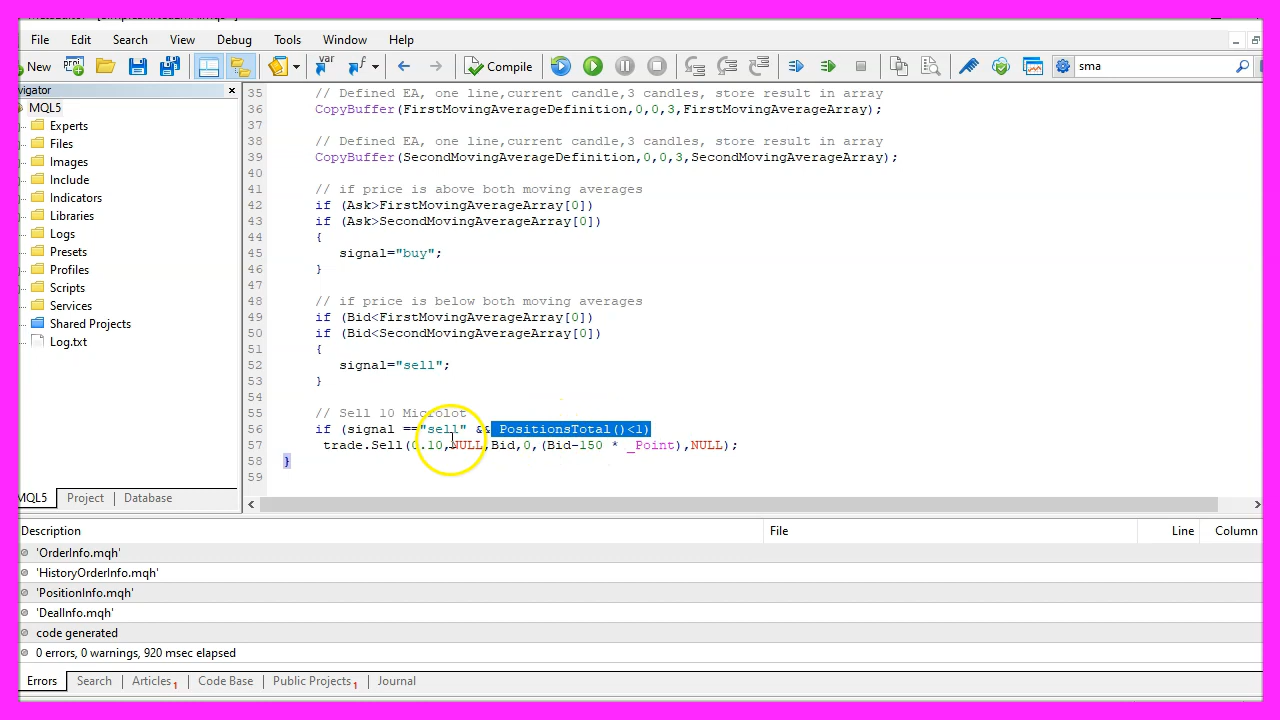 File Edit Search View Debug Tools Window Help
New Compile sma
MQL5
Experts
Files
Images
Include
Indicators
Libraries
Logs
Presets
Profiles
Scripts
Services
Shared Projects
Log.txt
MQL5 Project Database
35 // Defined EA, one line,current candle,3 candles, store result in array
36 CopyBuffer(FirstMovingAverageDefinition,0,0,3,FirstMovingAverageArray);
37
38 // Defined EA, one line,current candle,3 candles, store result in array
39 CopyBuffer(SecondMovingAverageDefinition,0,0,3,SecondMovingAverageArray);
40
41 // if price is above both moving averages
42 if (Ask>FirstMovingAverageArray[0])
43 if (Ask>SecondMovingAverageArray[0])
44 {
45 signal="buy";
46 }
47
48 // if price is below both moving averages
49 if (Bid<FirstMovingAverageArray[0])
50 if (Bid<SecondMovingAverageArray[0])
51 {
52 signal="sell";
53 }
54
55 // Sell 10 Microlot
56 if (signal =="sell" && PositionsTotal()<1)
57 trade.Sell(0.10,NULL,Bid,0,(Bid-150 * _Point),NULL);
58 }
59
Description File Line Column
'OrderInfo.mqh'
'HistoryOrderInfo.mqh'
'PositionInfo.mqh'
'DealInfo.mqh'
code generated
0 errors, 0 warnings, 920 msec elapsed
Errors Search Articles 1 Code Base Public Projects 1 Journal